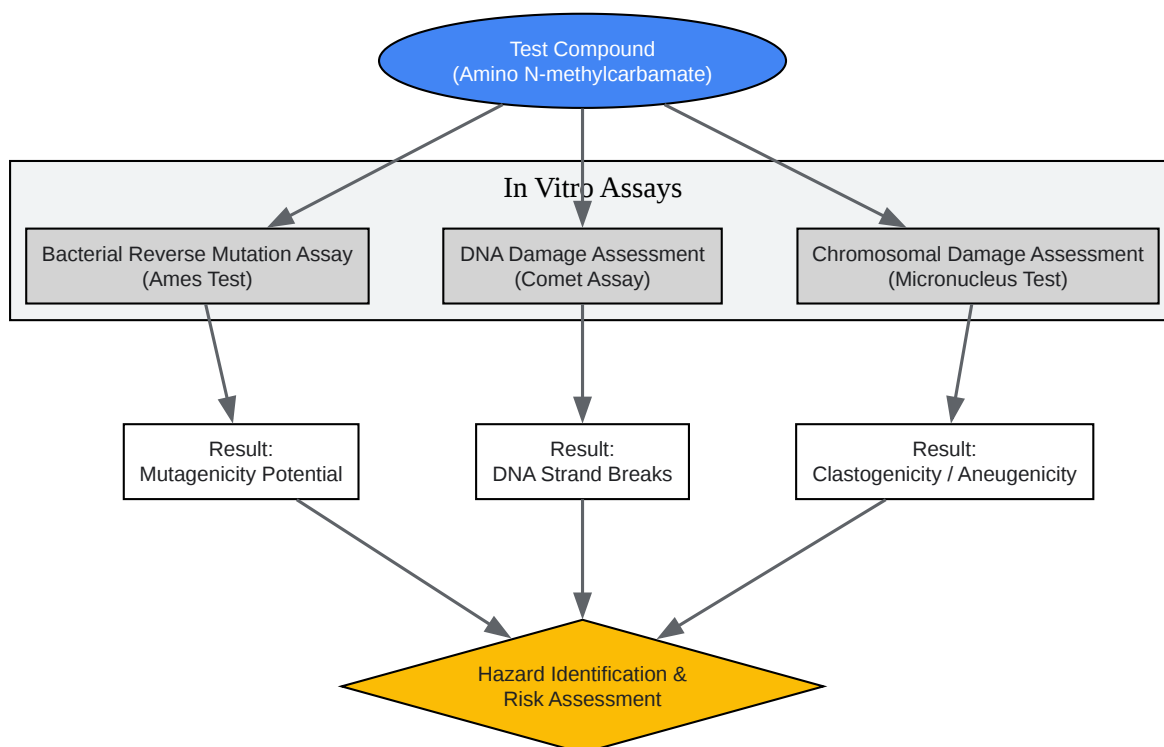 Test Compound
(Amino N-methylcarbamate)
In Vitro Assays
Bacterial Reverse Mutation Assay
(Ames Test)
DNA Damage Assessment
(Comet Assay)
Chromosomal Damage Assessment
(Micronucleus Test)
Result:
Mutagenicity Potential
Result:
DNA Strand Breaks
Result:
Clastogenicity / Aneugenicity
Hazard Identification &
Risk Assessment